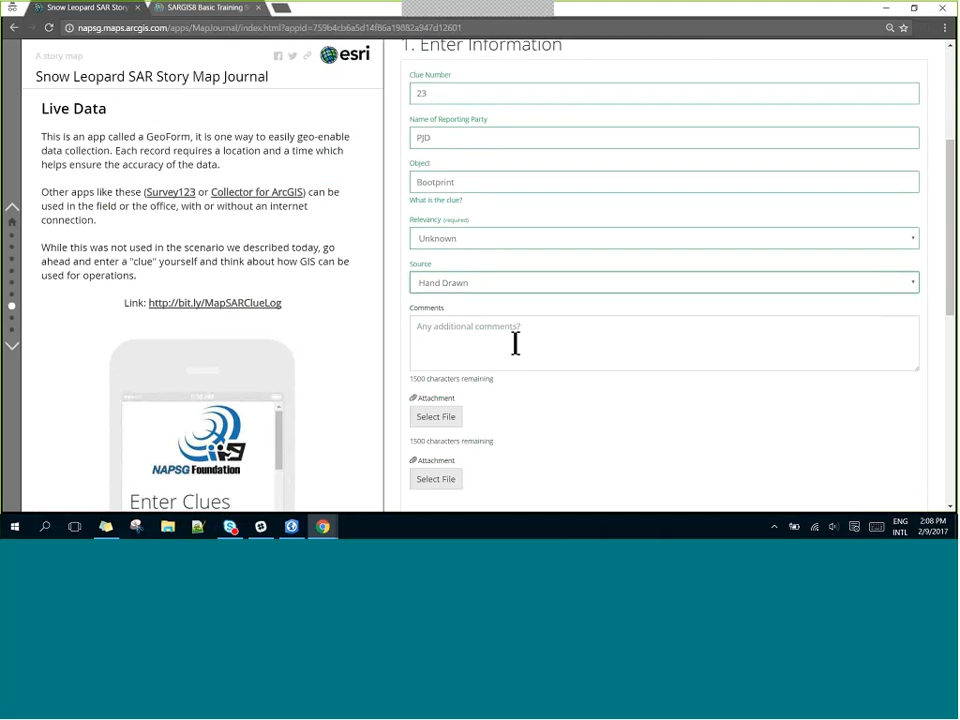 Snow Leopard SAR Story
SARGIS8 Basic Training S
napsg.maps.arcgis.com/apps/MapJournal/index.html?appid=759b4cb6a5d14f86a19882a947d12601
A story map
esri
Snow Leopard SAR Story Map Journal
Live Data
This is an app called a GeoForm, it is one way to easily geo-enable
data collection. Each record requires a location and a time which
helps ensure the accuracy of the data.
Other apps like these (Survey123 or Collector for ArcGIS) can be
used in the field or the office, with or without an internet
connection.
While this was not used in the scenario we described today, go
ahead and enter a "clue" yourself and think about how GIS can be
used for operations.
Link: http://bit.ly/MapSARClueLog
NAPSG Foundation
Enter Clues
1. Enter Information
Clue Number
23
Name of Reporting Party
PJD
Object
Bootprint
What is the clue?
Relevancy (required)
Unknown
Source
Hand Drawn
Comments
Any additional comments?
1500 characters remaining
Attachment
Select File
1500 characters remaining
Attachment
Select File
ENG
INTL
2:08 PM
2/9/2017